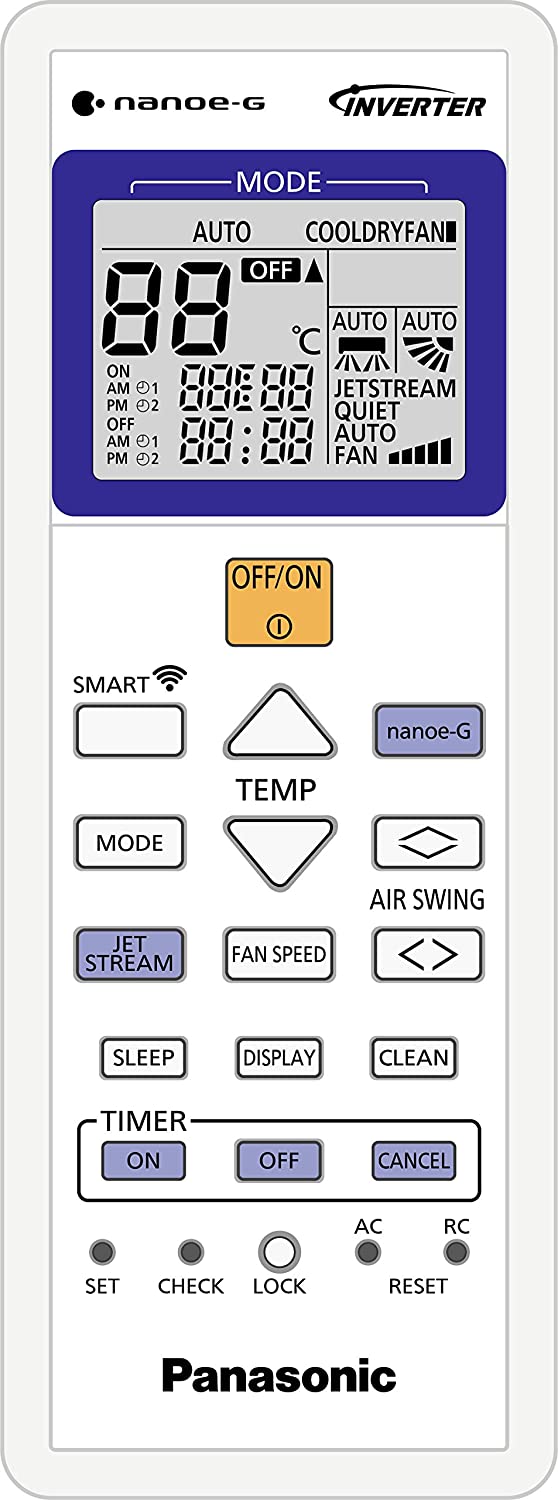 nanoe-G INVERTER
MODE
AUTO COOLDRYFAN
88 OFF
°C
AUTO AUTO
ON
AM 1
PM 2
88:88
OFF
AM 1
PM 2
88:88
JETSTREAM
QUIET
AUTO
FAN
OFF/ON
SMART
nanoe-G
TEMP
MODE
AIR SWING
JET
STREAM
FAN SPEED
< >
SLEEP DISPLAY CLEAN
TIMER
ON OFF CANCEL
AC RC
SET CHECK LOCK RESET
Panasonic